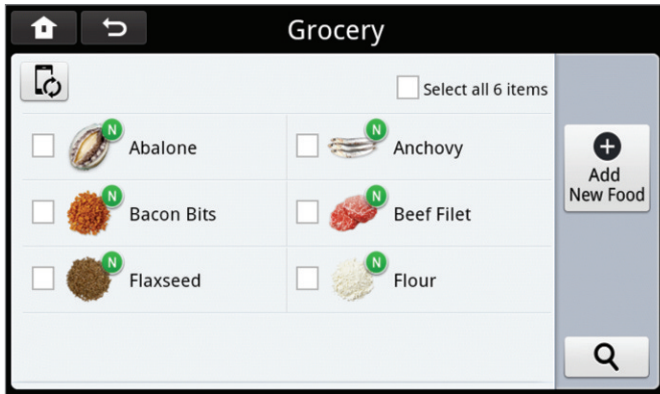 Grocery
Select all 6 items
N Abalone
N Anchovy
N Bacon Bits
N Beef Filet
N Flaxseed
N Flour
Add
New Food